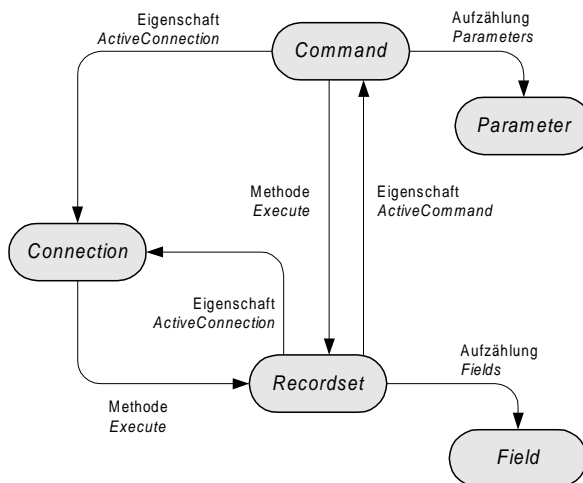 Eigenschaft
ActiveConnection
Command
Aufzählung
Parameters
Parameter
Methode
Execute
Eigenschaft
ActiveCommand
Connection
Eigenschaft
ActiveConnection
Methode
Execute
Recordset
Aufzählung
Fields
Field